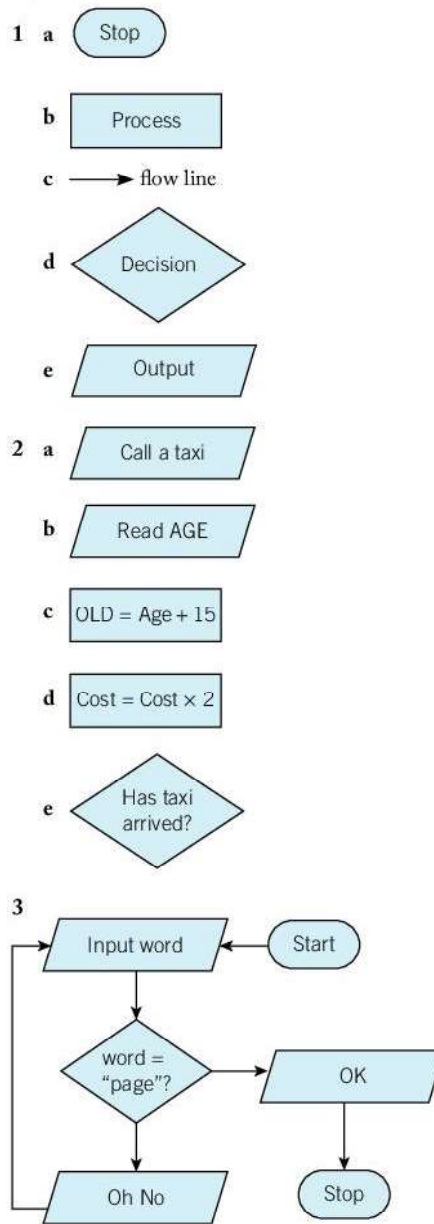 1 a Stop
b Process
c flow line
d Decision
e Output
2 a Call a taxi
b Read AGE
c OLD = Age + 15
d Cost = Cost × 2
e Has taxi
arrived?
3
Input word
Start
word =
“page”?
OK
Oh No
Stop